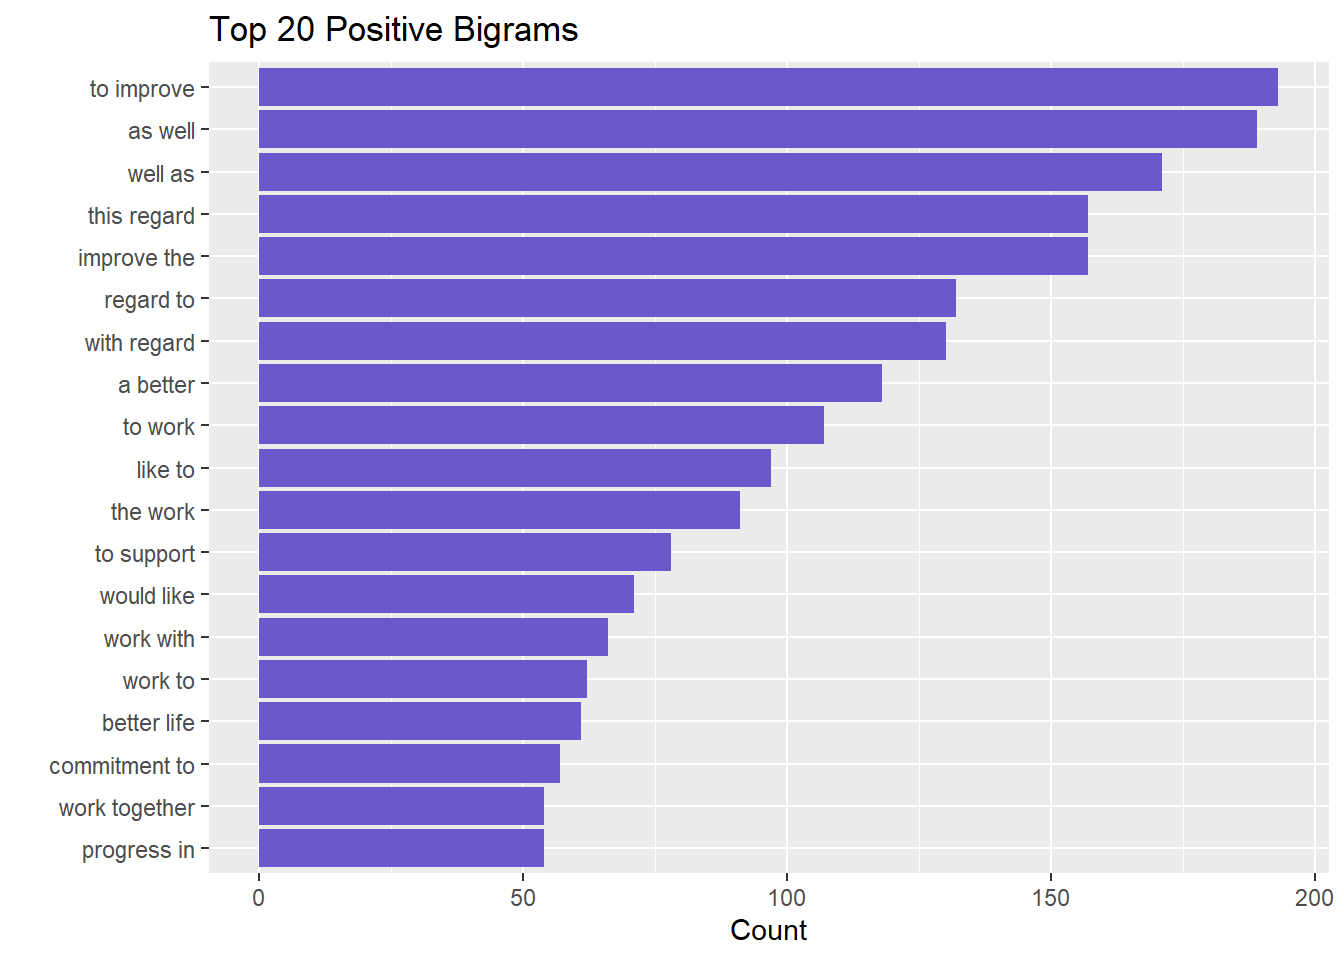 Top 20 Positive Bigrams
to improve
as well
well as
this regard
improve the
regard to
with regard
a better
to work
like to
the work
to support
would like
work with
work to
better life
commitment to
work together
progress in
0 50 100 150 200
Count